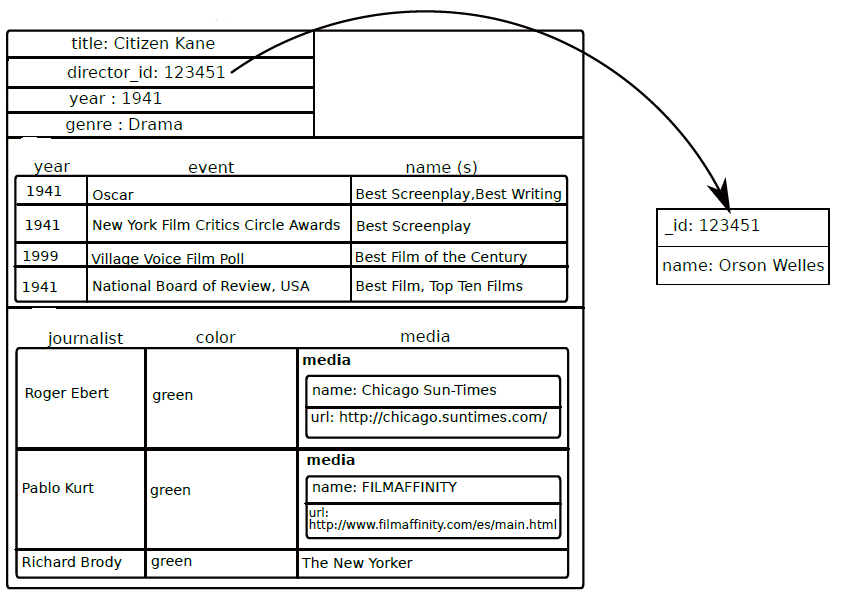 title: Citizen Kane
director_id: 123451
year : 1941
genre : Drama
year event name (s)
1941 Oscar Best Screenplay,Best Writing
1941 New York Film Critics Circle Awards Best Screenplay
1999 Village Voice Film Poll Best Film of the Century
1941 National Board of Review, USA Best Film, Top Ten Films
journalist color media
media
Roger Ebert green name: Chicago Sun-Times
url: http://chicago.suntimes.com/
media
Pablo Kurt green name: FILMAFFINITY
url:
http://www.filmaffinity.com/es/main.html
Richard Brody green The New Yorker
_id: 123451
name: Orson Welles